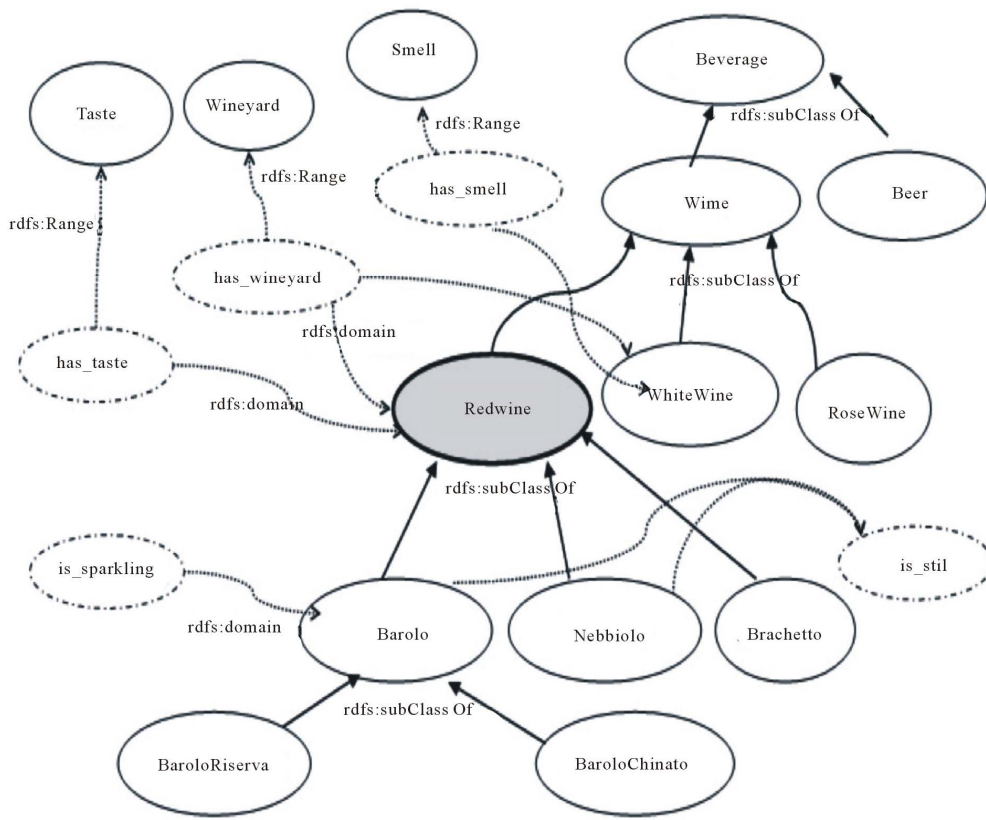 Smell
Beverage
Taste
Wineyard
rdfs:Range
rdfs:subClass Of
rdfs:Range
has_smell
Wime
Beer
rdfs:Range
has_wineyard
rdfs:subClass Of
rdfs:domain
has_taste
rdfs:domain
Redwine
WhiteWine
RoseWine
rdfs:subClass Of
is_sparkling
is_stil
rdfs:domain
Barolo
Nebbiolo
Brachetto
rdfs:subClass Of
BaroloRiserva
BaroloChinato